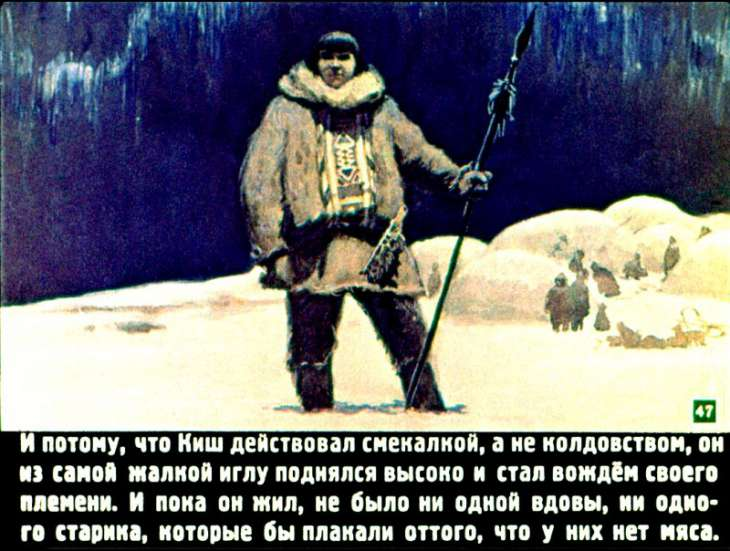 47
И потому, что Киш действовал смекалкой, а не колдовством, он
из самой жалкой иглу поднялся высоко и стал вождём своего
племени. И пока он жил, не было ни одной вдовы, ни одно-
го старика, которые бы плакали оттого, что у них нет мяса.